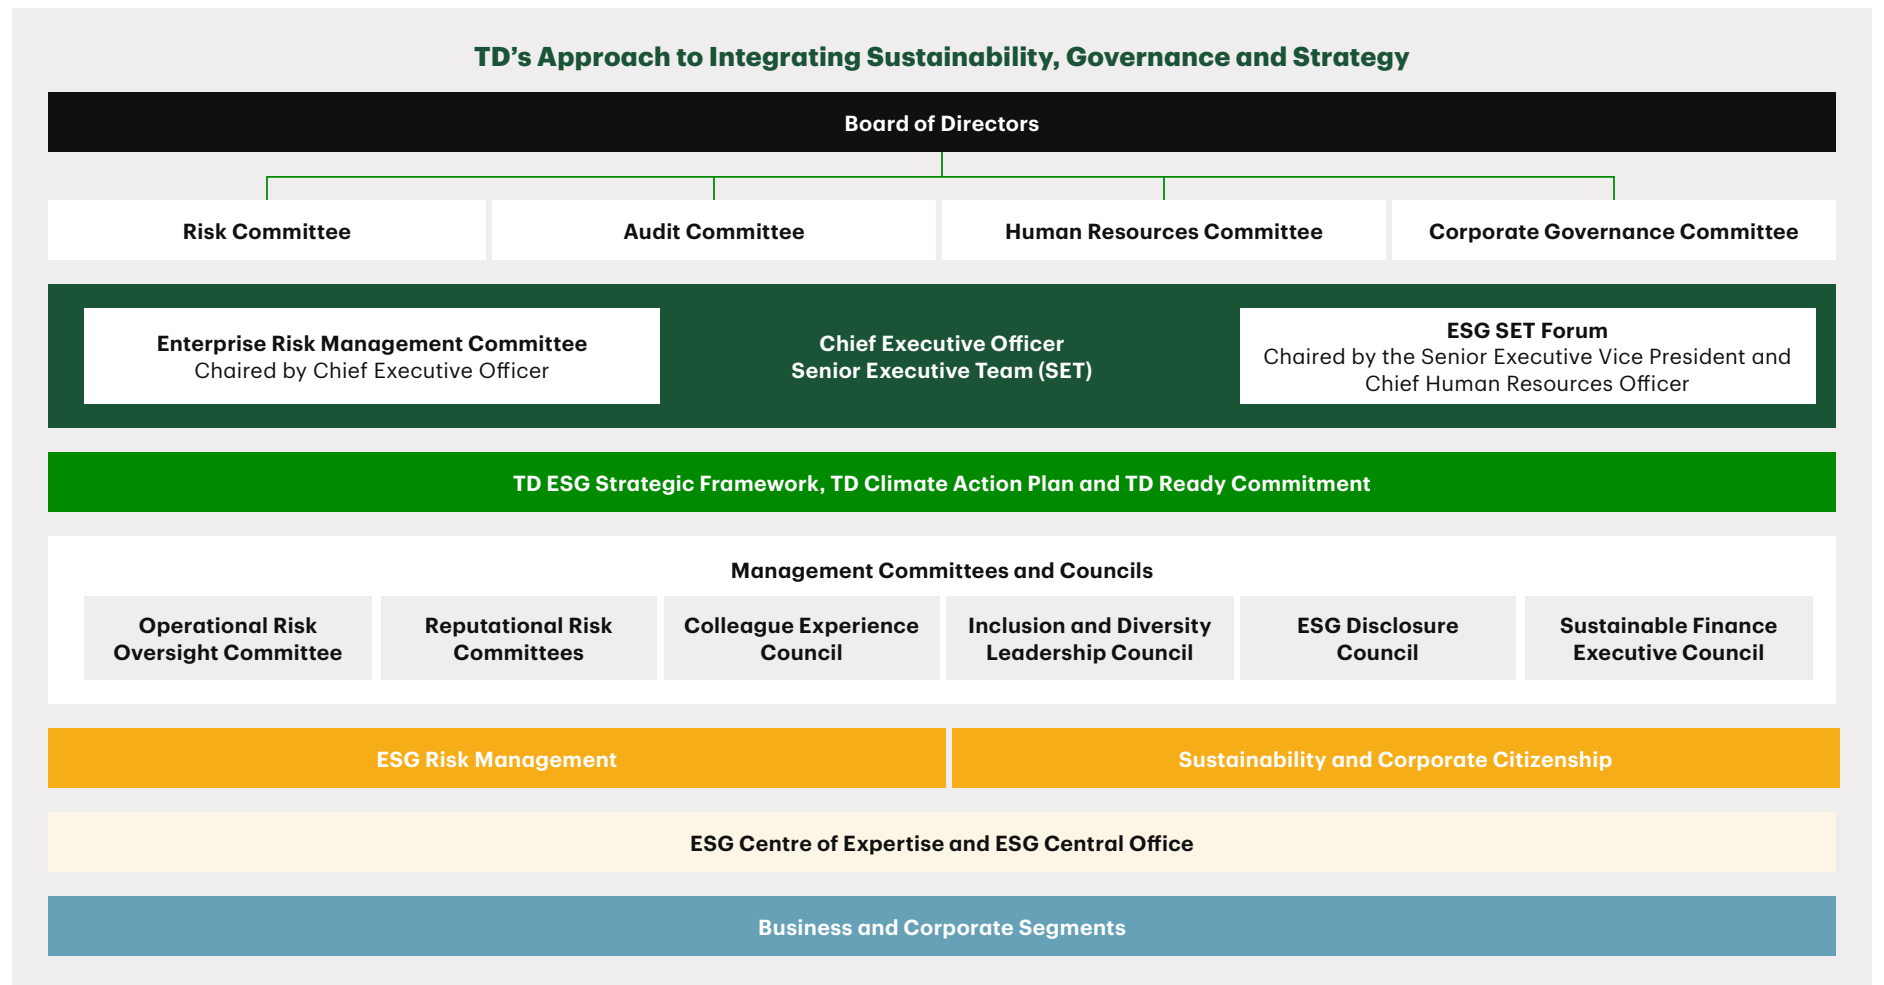 TD’s Approach to Integrating Sustainability, Governance and Strategy
Board of Directors
Risk Committee
Audit Committee
Human Resources Committee
Corporate Governance Committee
Enterprise Risk Management Committee
Chaired by Chief Executive Officer
Chief Executive Officer
Senior Executive Team (SET)
ESG SET Forum
Chaired by the Senior Executive Vice President and
Chief Human Resources Officer
TD ESG Strategic Framework, TD Climate Action Plan and TD Ready Commitment
Management Committees and Councils
Operational Risk
Oversight Committee
Reputational Risk
Committees
Colleague Experience
Council
Inclusion and Diversity
Leadership Council
ESG Disclosure
Council
Sustainable Finance
Executive Council
ESG Risk Management
Sustainability and Corporate Citizenship
ESG Centre of Expertise and ESG Central Office
Business and Corporate Segments